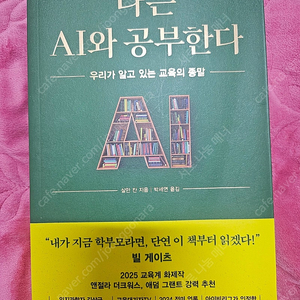 나는
AI와 공부한다
우리가 알고 있는 교육의 종말
AI
살만 칸 지음 박세연 옮김
“내가 지금 학부모라면, 단연 이 책부터 읽겠다!”
빌 게이츠
2025 교육계 화제작
앤절라 더크워스, 애덤 그랜트 강력 추천